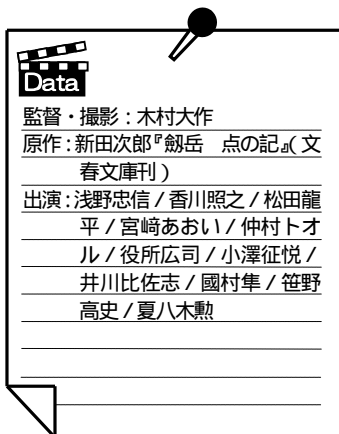 Data
監督・撮影：木村大作
原作：新田次郎『劔岳　点の記』（文
春文庫刊）
出演：浅野忠信／香川照之／松田龍
平／宮﨑あおい／仲村トオ
ル／役所広司／小澤征悦／
井川比佐志／國村隼／笹野
高史／夏八木勲